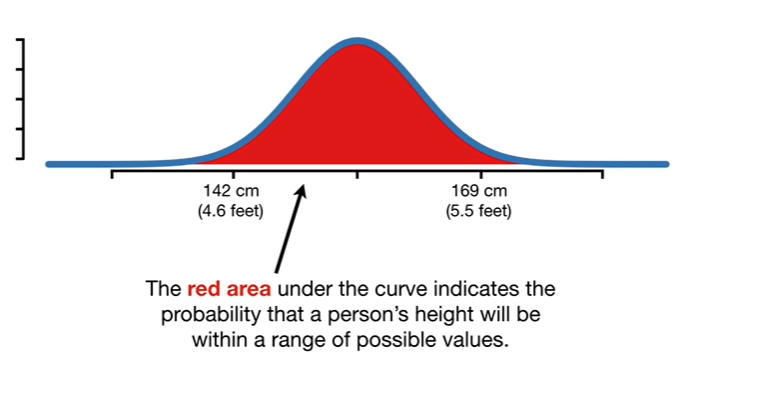 142 cm
(4.6 feet)
169 cm
(5.5 feet)
The red area under the curve indicates the
probability that a person’s height will be
within a range of possible values.